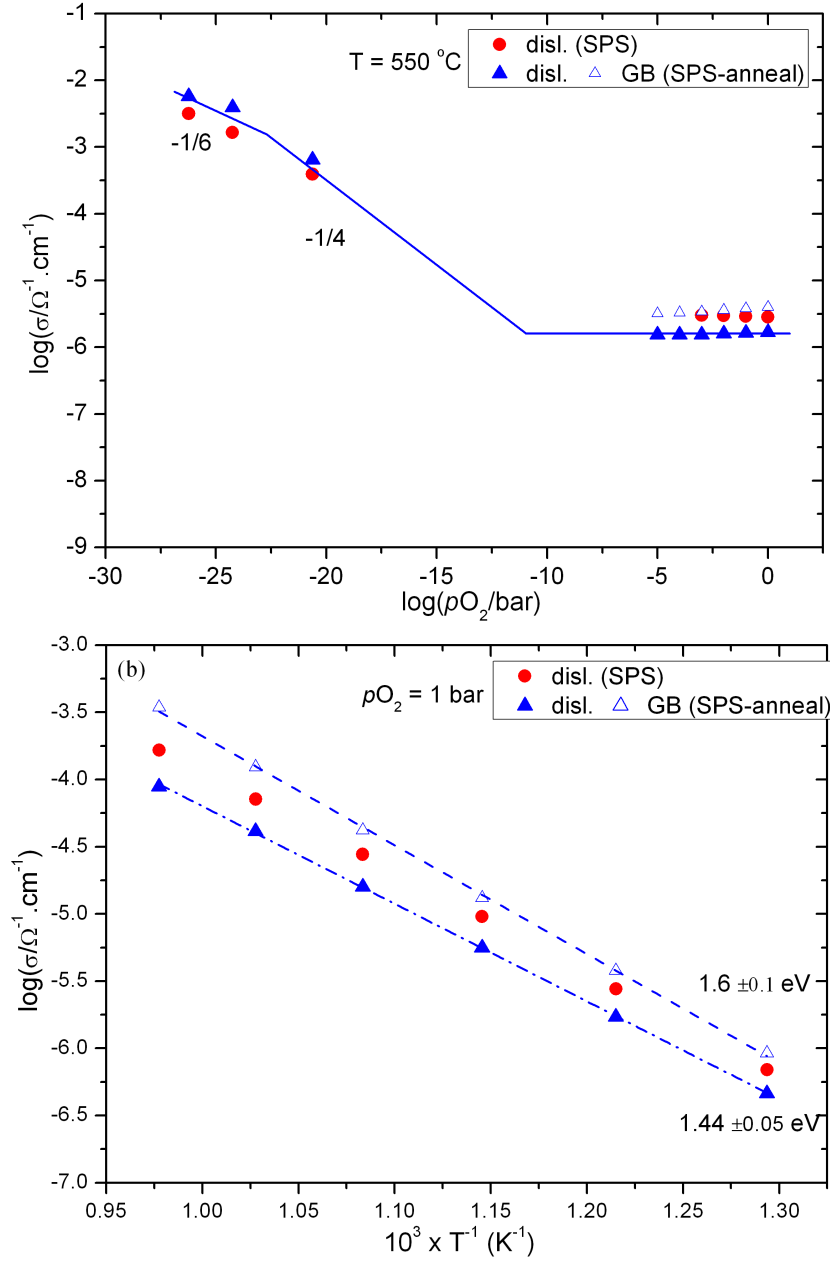 -1
disl. (SPS)
T = 550 °C
disl. GB (SPS-anneal)
-2
-3
-1/6
-4
-1/4
-5
-6
-7
-8
-9
log(σ/Ω⁻¹.cm⁻¹)
-30 -25 -20 -15 -10 -5 0
log(pO₂/bar)
-3.0
(b)
disl. (SPS)
pO₂ = 1 bar
disl. GB (SPS-anneal)
-3.5
-4.0
-4.5
-5.0
-5.5
1.6 ±0.1 eV
-6.0
-6.5
1.44 ±0.05 eV
-7.0
log(σ/Ω⁻¹.cm⁻¹)
0.95 1.00 1.05 1.10 1.15 1.20 1.25 1.30
10³ x T⁻¹ (K⁻¹)